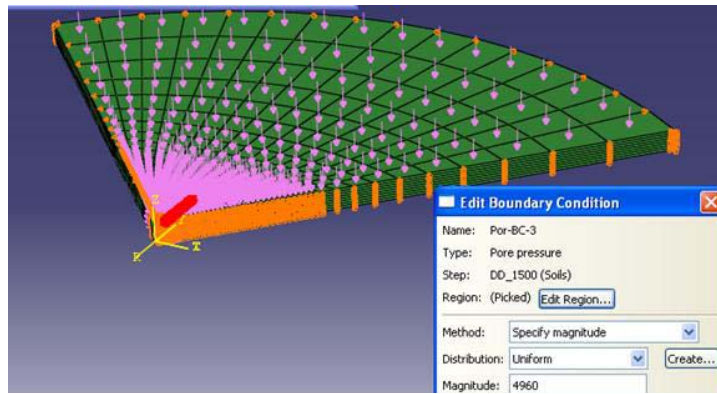 Z
Y
T
R
Edit Boundary Condition
Name: Por-BC-3
Type: Pore pressure
Step: DD_1500 (Soils)
Region: (Picked) Edit Region...
Method: Specify magnitude
Distribution: Uniform Create...
Magnitude: 4960